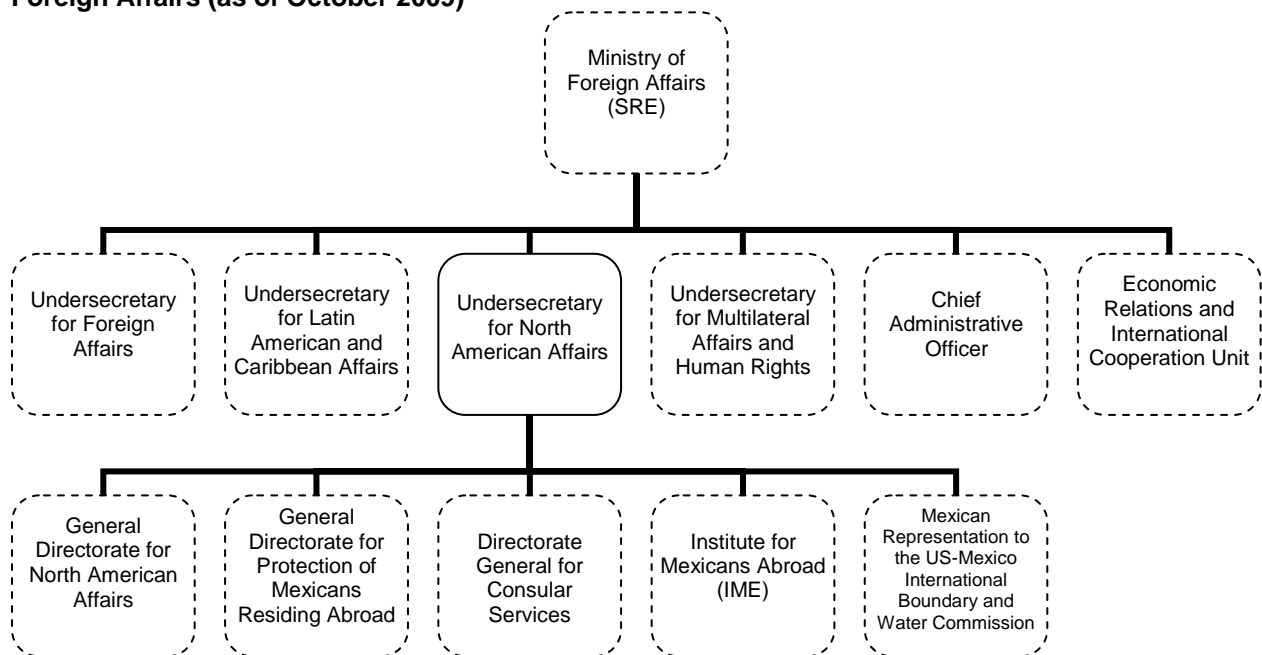 Foreign Affairs (as of October 2009)
Ministry of
Foreign Affairs
(SRE)
Undersecretary
for Foreign
Affairs
Undersecretary
for Latin
American and
Caribbean Affairs
Undersecretary
for North
American Affairs
Undersecretary
for Multilateral
Affairs and
Human Rights
Chief
Administrative
Officer
Economic
Relations and
International
Cooperation Unit
General
Directorate for
North American
Affairs
General
Directorate for
Protection of
Mexicans
Residing Abroad
Directorate
General for
Consular
Services
Institute for
Mexicans Abroad
(IME)
Mexican
Representation to
the US-Mexico
International
Boundary and
Water Commission